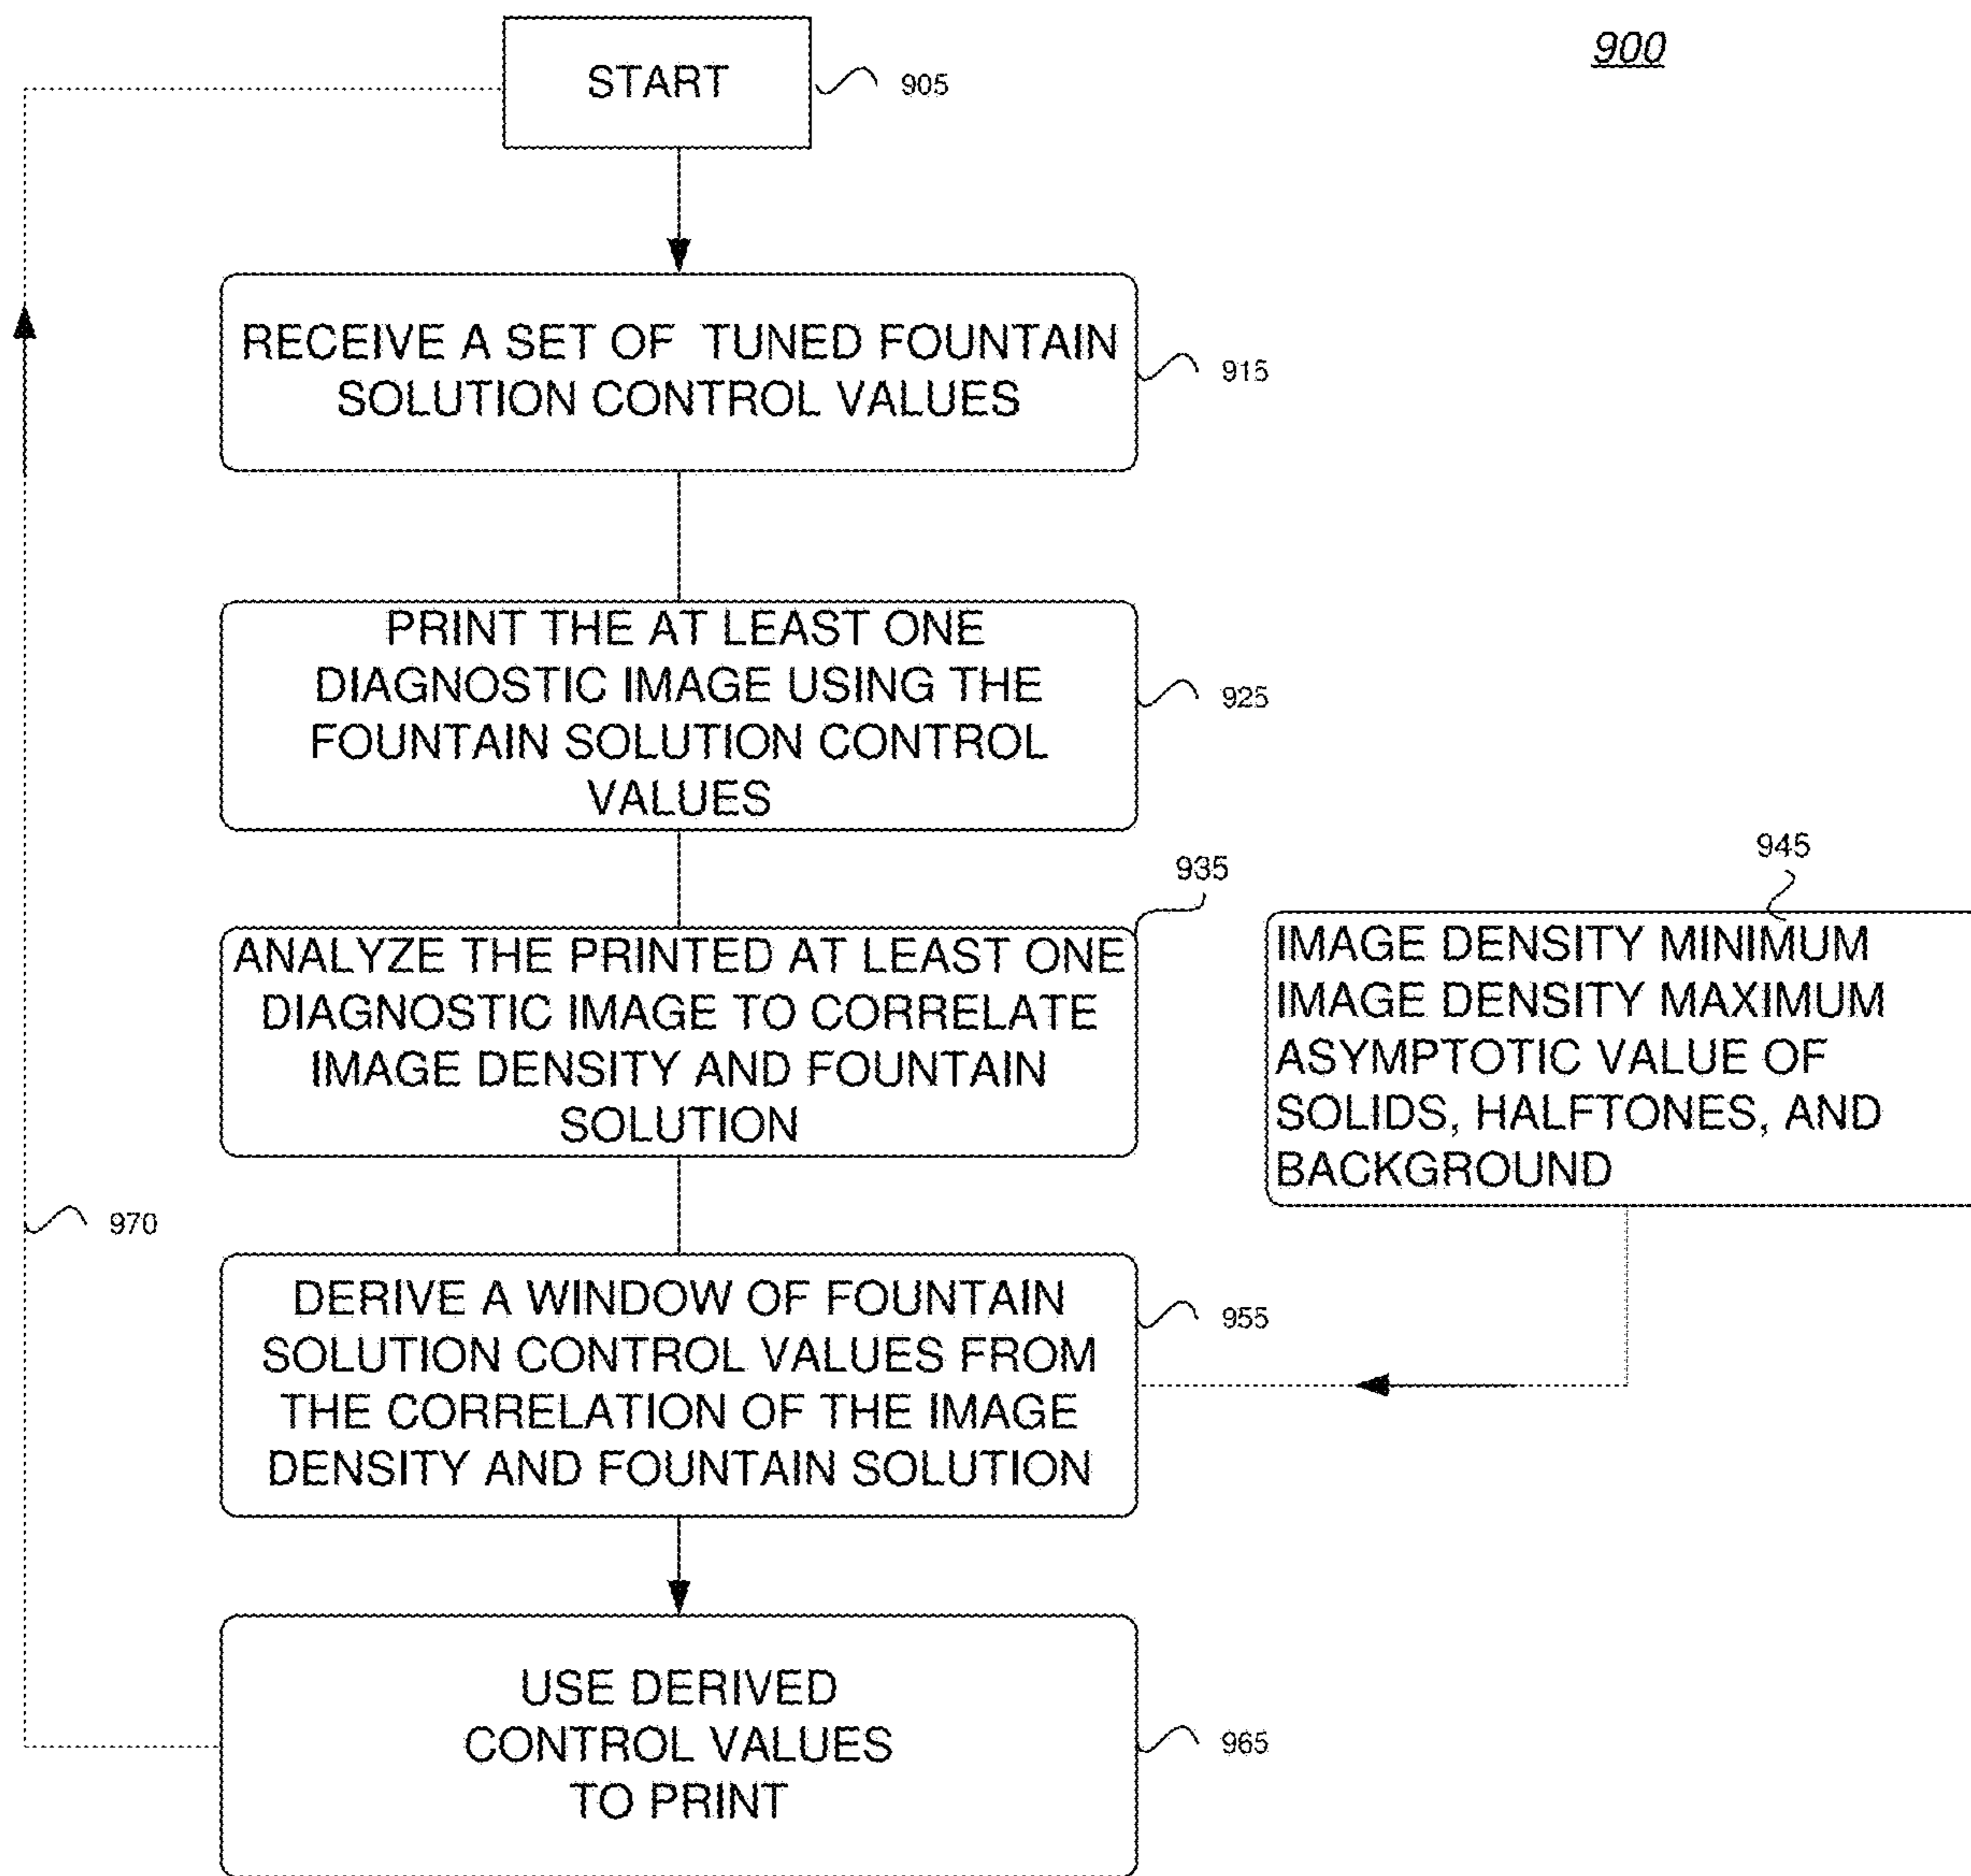 900
START
905
RECEIVE A SET OF TUNED FOUNTAIN
SOLUTION CONTROL VALUES
915
PRINT THE AT LEAST ONE
DIAGNOSTIC IMAGE USING THE
FOUNTAIN SOLUTION CONTROL
VALUES
925
935
ANALYZE THE PRINTED AT LEAST ONE
DIAGNOSTIC IMAGE TO CORRELATE
IMAGE DENSITY AND FOUNTAIN
SOLUTION
945
IMAGE DENSITY MINIMUM
IMAGE DENSITY MAXIMUM
ASYMPTOTIC VALUE OF
SOLIDS, HALFTONES, AND
BACKGROUND
970
DERIVE A WINDOW OF FOUNTAIN
SOLUTION CONTROL VALUES FROM
THE CORRELATION OF THE IMAGE
DENSITY AND FOUNTAIN SOLUTION
955
USE DERIVED
CONTROL VALUES
TO PRINT
965